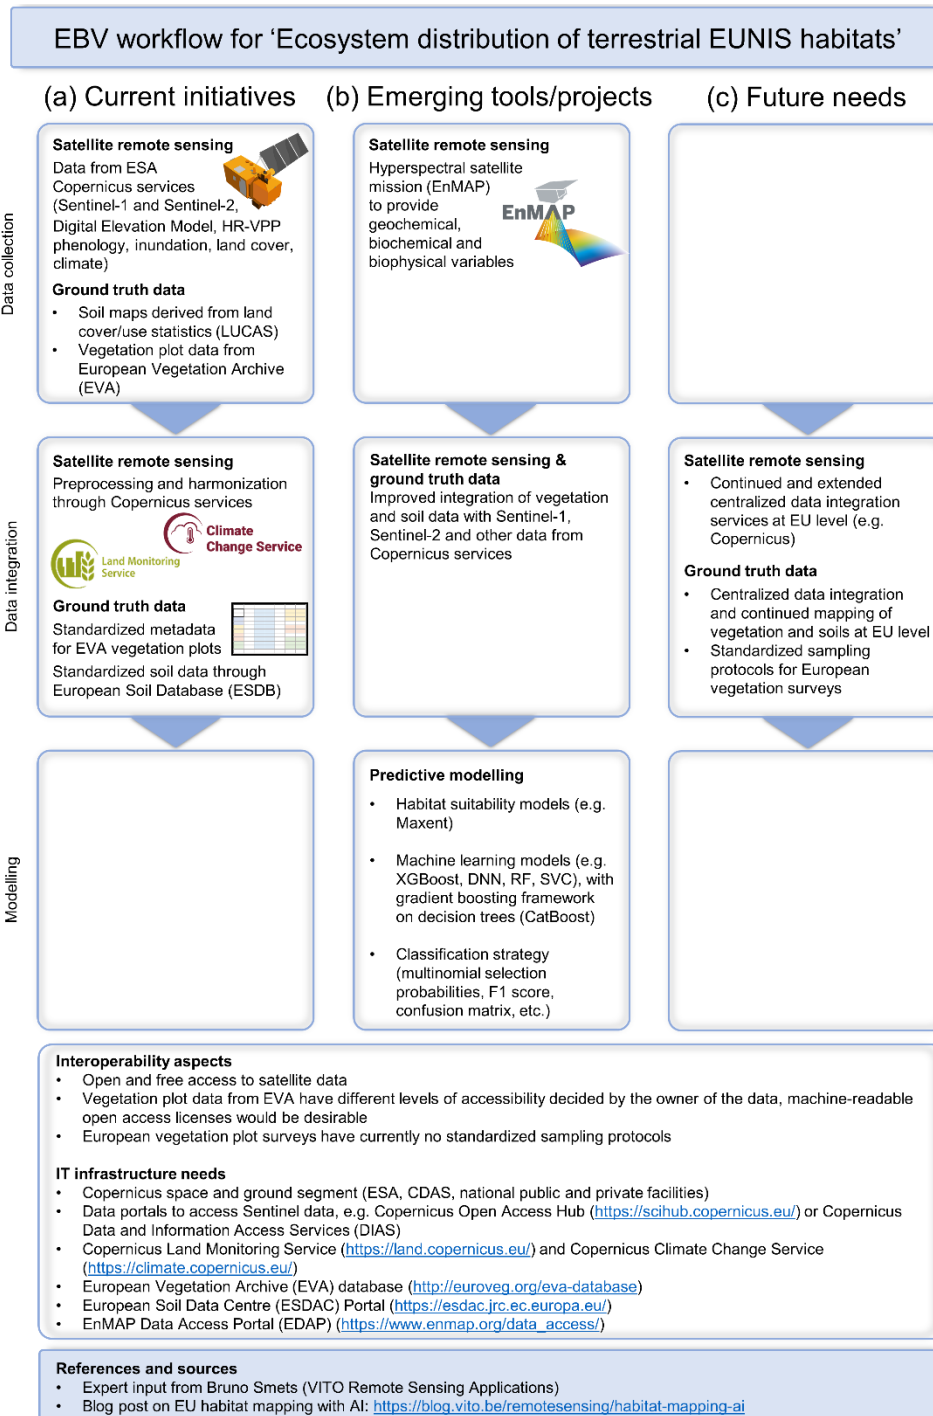 EBV workflow for ‘Ecosystem distribution of terrestrial EUNIS habitats’
(a) Current initiatives
(b) Emerging tools/projects
(c) Future needs
Data collection
Satellite remote sensing
Data from ESA
Copernicus services
(Sentinel-1 and Sentinel-2,
Digital Elevation Model, HR-VPP
phenology, inundation, land cover,
climate)
Ground truth data
• Soil maps derived from land
cover/use statistics (LUCAS)
• Vegetation plot data from
European Vegetation Archive
(EVA)
Satellite remote sensing
Hyperspectral satellite
mission (EnMAP)
to provide
geochemical,
biochemical and
biophysical variables
EnMAP
Data integration
Satellite remote sensing
Preprocessing and harmonization
through Copernicus services
Climate
Change Service
Land Monitoring
Service
Ground truth data
Standardized metadata
for EVA vegetation plots
Standardized soil data through
European Soil Database (ESDB)
Satellite remote sensing &
ground truth data
Improved integration of vegetation
and soil data with Sentinel-1,
Sentinel-2 and other data from
Copernicus services
Satellite remote sensing
• Continued and extended
centralized data integration
services at EU level (e.g.
Copernicus)
Ground truth data
• Centralized data integration
and continued mapping of
vegetation and soils at EU level
• Standardized sampling
protocols for European
vegetation surveys
Modelling
Predictive modelling
• Habitat suitability models (e.g.
Maxent)
• Machine learning models (e.g.
XGBoost, DNN, RF, SVC), with
gradient boosting framework
on decision trees (CatBoost)
• Classification strategy
(multinomial selection
probabilities, F1 score,
confusion matrix, etc.)
Interoperability aspects
• Open and free access to satellite data
• Vegetation plot data from EVA have different levels of accessibility decided by the owner of the data, machine-readable
open access licenses would be desirable
• European vegetation plot surveys have currently no standardized sampling protocols
IT infrastructure needs
• Copernicus space and ground segment (ESA, CDAS, national public and private facilities)
• Data portals to access Sentinel data, e.g. Copernicus Open Access Hub (https://scihub.copernicus.eu/) or Copernicus
Data and Information Access Services (DIAS)
• Copernicus Land Monitoring Service (https://land.copernicus.eu/) and Copernicus Climate Change Service
(https://climate.copernicus.eu/)
• European Vegetation Archive (EVA) database (http://euroveg.org/eva-database)
• European Soil Data Centre (ESDAC) Portal (https://esdac.jrc.ec.europa.eu/)
• EnMAP Data Access Portal (EDAP) (https://www.enmap.org/data_access/)
References and sources
• Expert input from Bruno Smets (VITO Remote Sensing Applications)
• Blog post on EU habitat mapping with AI: https://blog.vito.be/remotesensing/habitat-mapping-ai